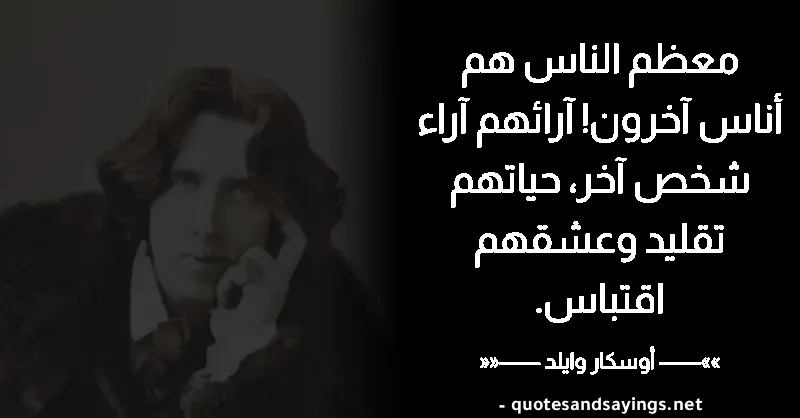 معظم الناس هم
أناس آخرون! آرائهم آراء
شخص آخر، حياتهم
تقليد وعشقهم
اقتباس.
»»—— أوسكار وايلد ——««
- quotesandsayings.net